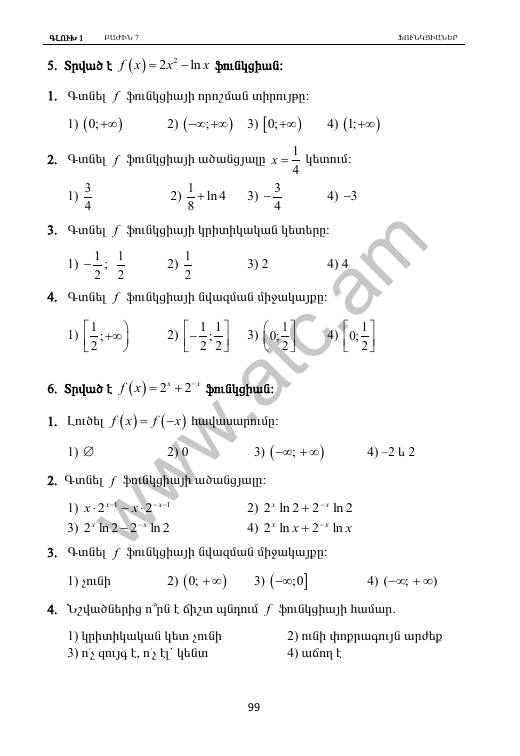 ԳԼՈՒԽ 1 ԲԱԺԻՆ 7 ՖՈՒՆԿՑԻԱՆԵՐ
5. Տրված է f(x) = 2x² − ln x ֆունկցիան:
1. Գտնել f ֆունկցիայի որոշման տիրույթը:
1) (0;+∞) 2) (−∞;+∞) 3) [0;+∞) 4) (1;+∞)
2. Գտնել f ֆունկցիայի ածանցյալը x = 1/4 կետում:
1) 3/4 2) 1/8 + ln 4 3) −3/4 4) −3
3. Գտնել f ֆունկցիայի կրիտիկական կետերը:
1) −1/2; 1/2 2) 1/2 3) 2 4) 4
4. Գտնել f ֆունկցիայի նվազման միջակայքը:
1) [1/2;+∞) 2) [−1/2;1/2] 3) (0;1/2] 4) [0;1/2]
6. Տրված է f(x) = 2ˣ + 2⁻ˣ ֆունկցիան:
1. Լուծել f(x) = f(−x) հավասարումը:
1) ∅ 2) 0 3) (−∞; +∞) 4) –2 և 2
2. Գտնել f ֆունկցիայի ածանցյալը:
1) x·2ˣ⁻¹ − x·2⁻ˣ⁻¹ 2) 2ˣ ln 2 + 2⁻ˣ ln 2
3) 2ˣ ln 2 − 2⁻ˣ ln 2 4) 2ˣ ln x + 2⁻ˣ ln x
3. Գտնել f ֆունկցիայի նվազման միջակայքը:
1) չունի 2) (0; +∞) 3) (−∞;0] 4) (−∞; +∞)
4. Նշվածներից ո՞րն է ճիշտ պնդում f ֆունկցիայի համար.
1) կրիտիկական կետ չունի 2) ունի փոքրագույն արժեք
3) ո՛չ զույգ է, ո՛չ էլ՝ կենտ 4) աճող է
www.atc.am
99